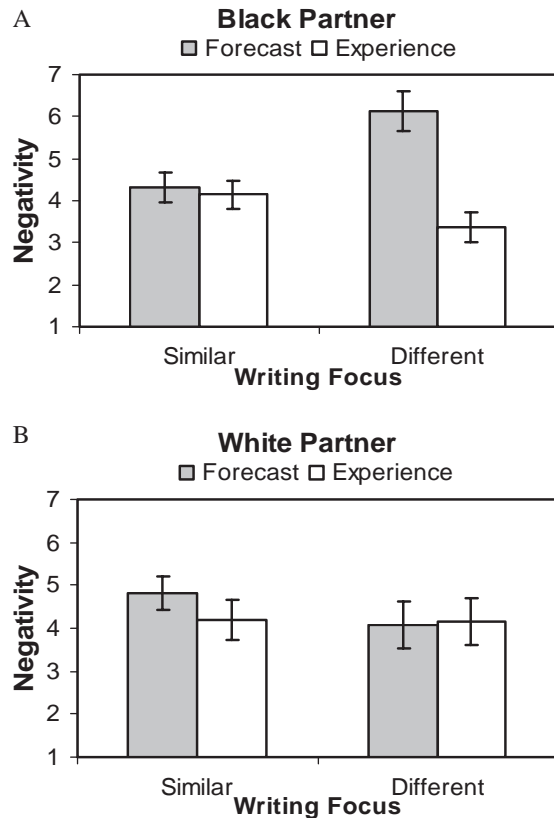 A
Black Partner
Forecast Experience
7
6
5
4
3
2
1
Negativity
Similar Different
Writing Focus
B
White Partner
Forecast Experience
7
6
5
4
3
2
1
Negativity
Similar Different
Writing Focus